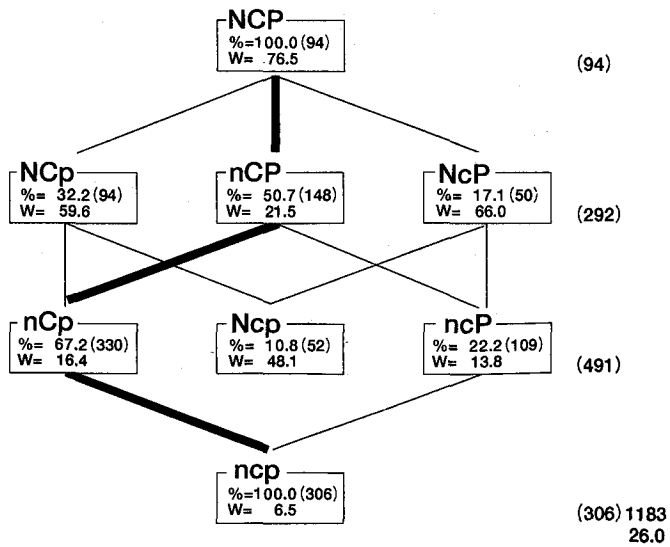 NCP
%=100.0(94)
W= 76.5
(94)
NCp
%= 32.2(94)
W= 59.6
nCP
%= 50.7(148)
W= 21.5
NcP
%= 17.1(50)
W= 66.0
(292)
nCp
%= 67.2(330)
W= 16.4
Ncp
%= 10.8(52)
W= 48.1
ncP
%= 22.2(109)
W= 13.8
(491)
ncp
%=100.0(306)
W= 6.5
(306) 1183
26.0